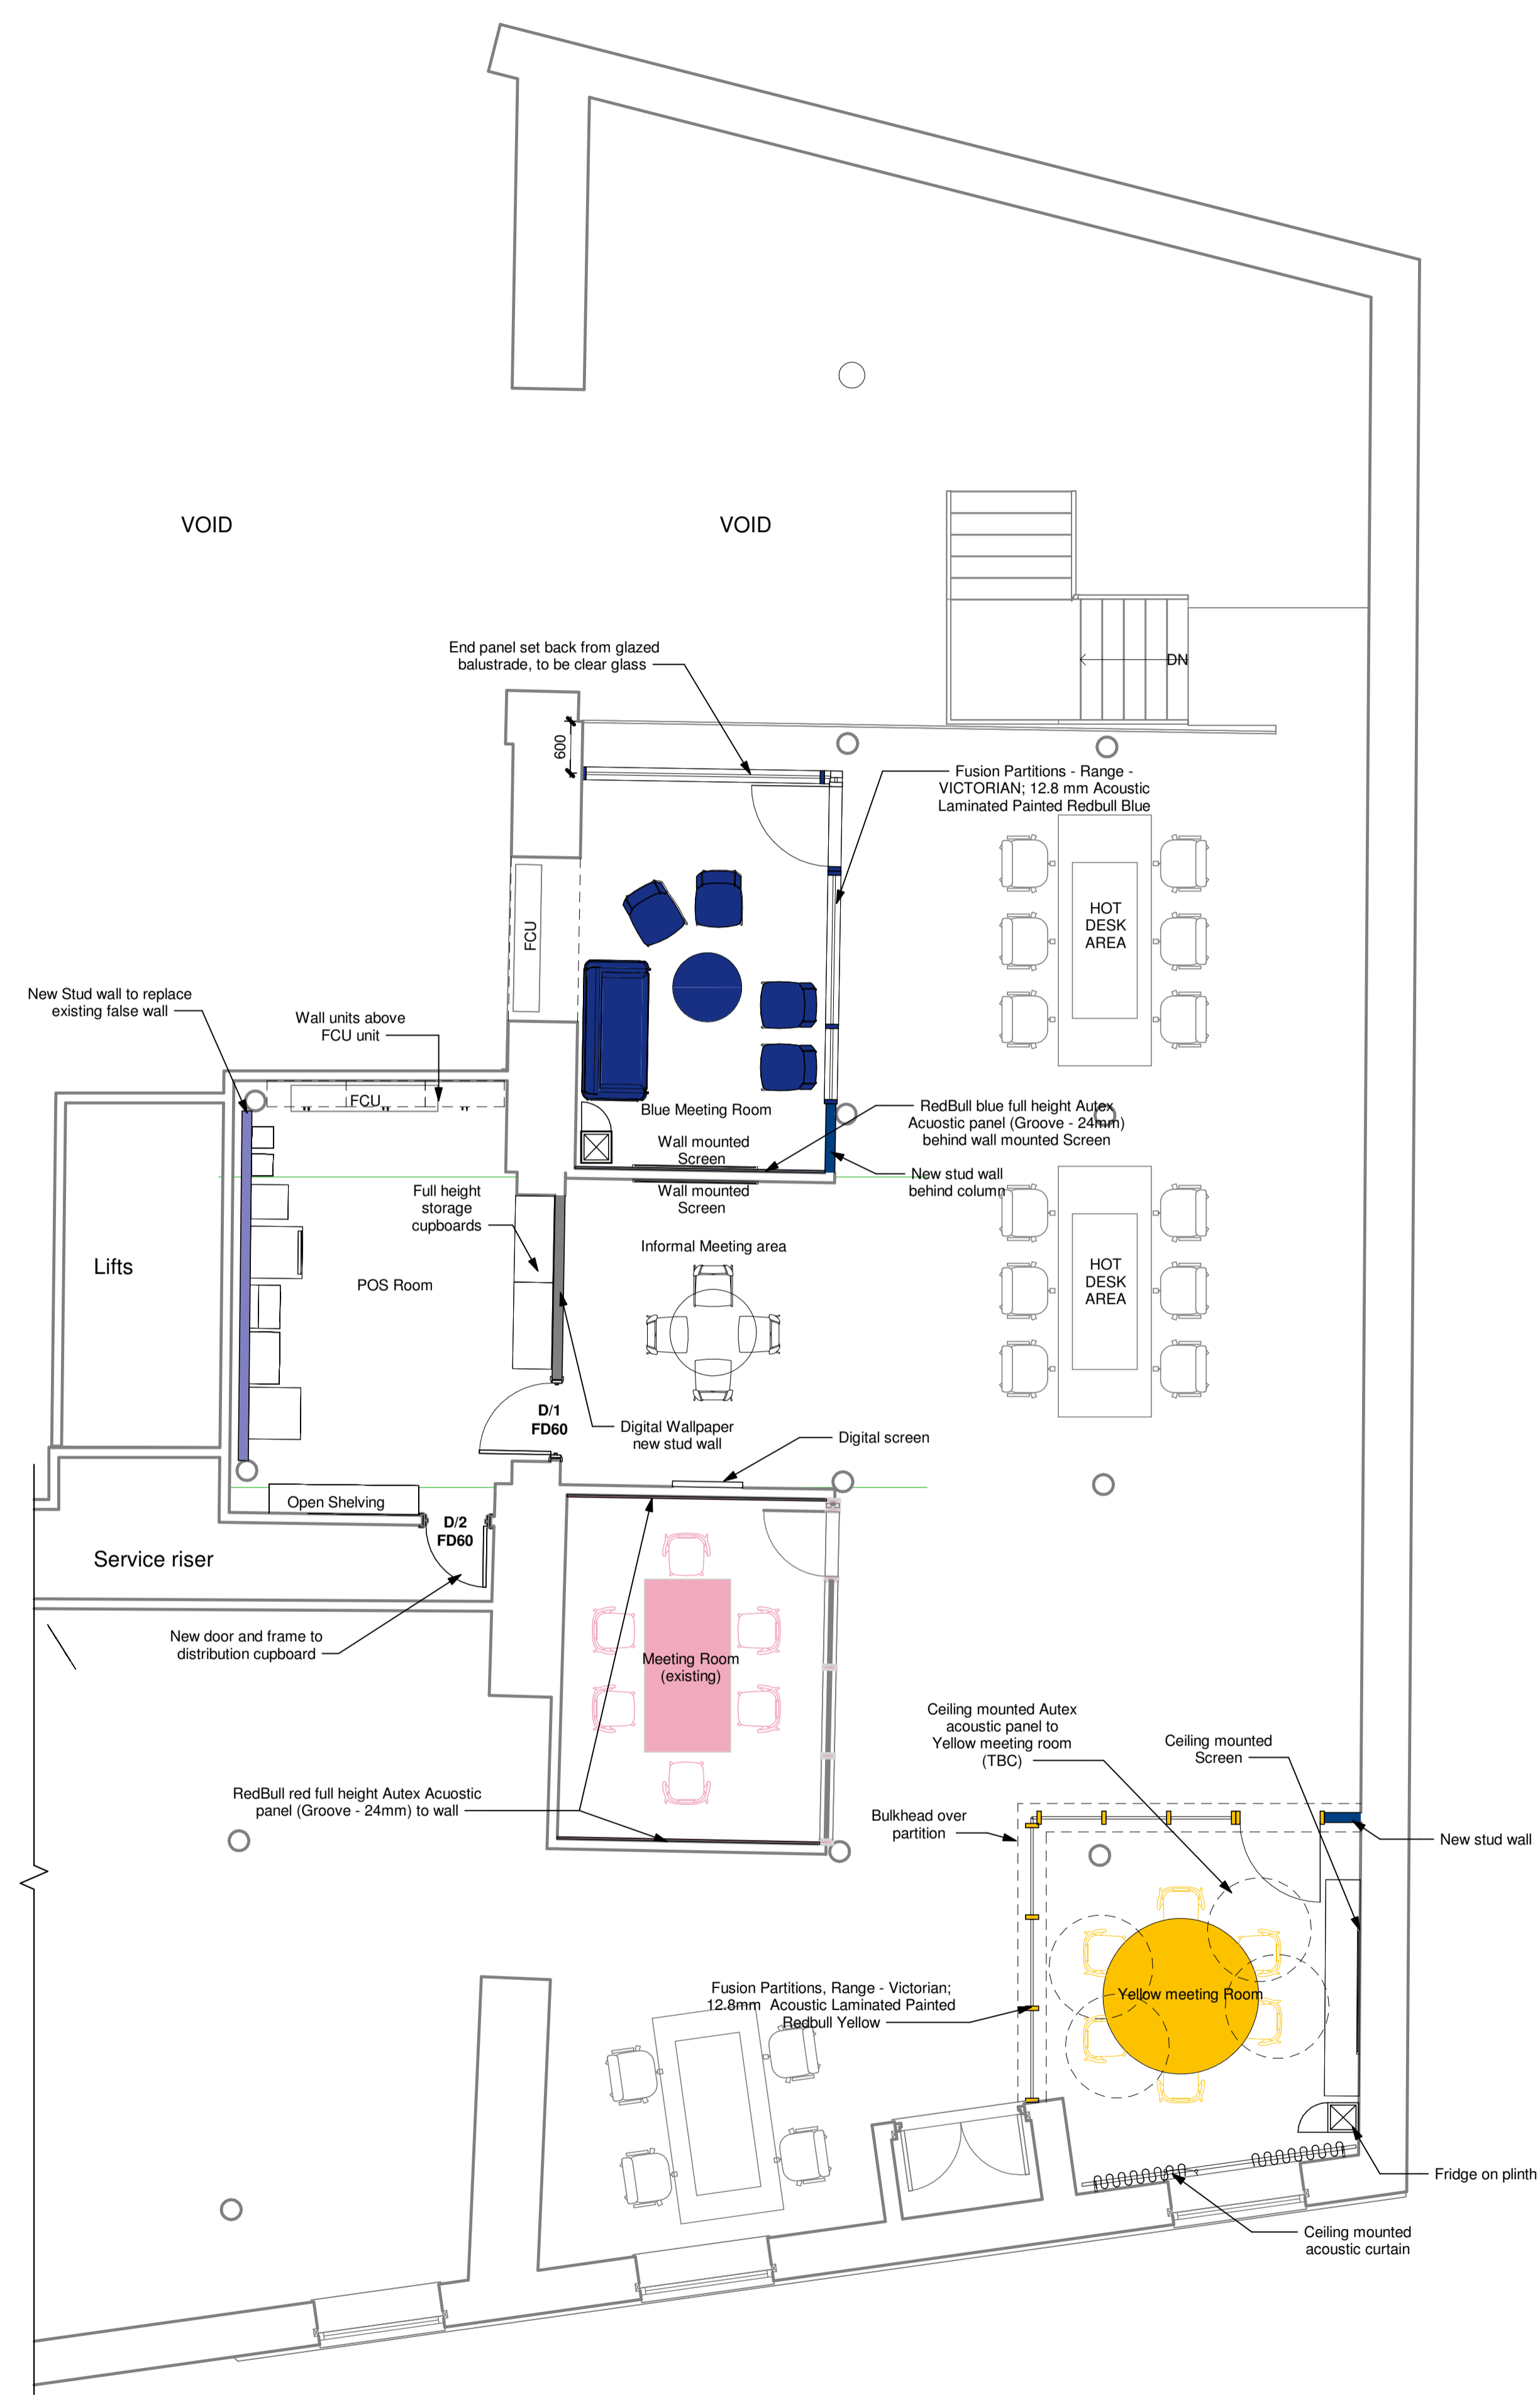 VOID
VOID
DN
End panel set back from glazed
balustrade, to be clear glass
600
Fusion Partitions - Range -
VICTORIAN; 12.8 mm Acoustic
Laminated Painted Redbull Blue
HOT
DESK
AREA
FCU
New Stud wall to replace
existing false wall
Wall units above
FCU unit
FCU
Blue Meeting Room
RedBull blue full height Autex
Acuostic panel (Groove - 24mm)
behind wall mounted Screen
Wall mounted
Screen
New stud wall
behind column
Wall mounted
Screen
Full height
storage
cupboards
Informal Meeting area
Lifts
POS Room
HOT
DESK
AREA
D/1
FD60
Digital Wallpaper
new stud wall
Digital screen
Open Shelving
D/2
FD60
Service riser
New door and frame to
distribution cupboard
Meeting Room
(existing)
Ceiling mounted Autex
acoustic panel to
Yellow meeting room
(TBC)
Ceiling mounted
Screen
RedBull red full height Autex Acuostic
panel (Groove - 24mm) to wall
Bulkhead over
partition
New stud wall
Fusion Partitions, Range - Victorian;
12.8mm Acoustic Laminated Painted
Redbull Yellow
Yellow meeting Room
Fridge on plinth
Ceiling mounted
acoustic curtain